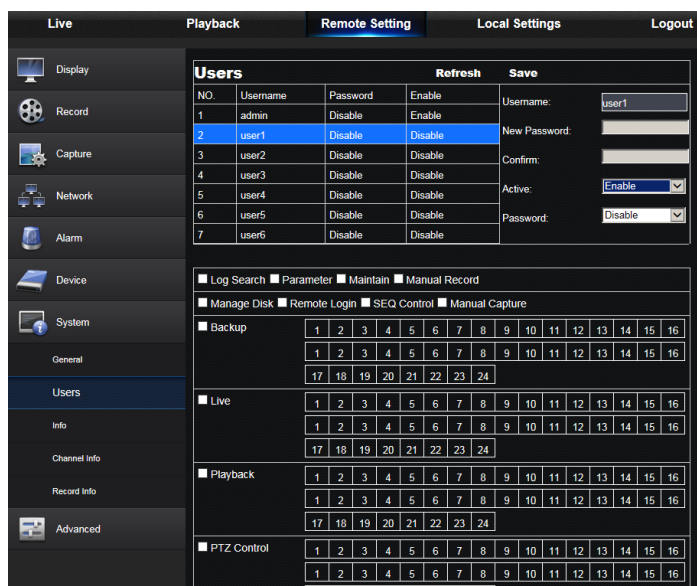 Live Playback Remote Setting Local Settings Logout
Display
Record
Capture
Network
Alarm
Device
System
General
Users
Info
Channel Info
Record Info
Advanced
Users Refresh Save
NO. Username Password Enable
1 admin Disable Enable
2 user1 Disable Disable
3 user2 Disable Disable
4 user3 Disable Disable
5 user4 Disable Disable
6 user5 Disable Disable
7 user6 Disable Disable
Username: user1
New Password:
Confirm:
Active: Enable
Password: Disable
Log Search Parameter Maintain Manual Record
Manage Disk Remote Login SEQ Control Manual Capture
Backup 1 2 3 4 5 6 7 8 9 10 11 12 13 14 15 16
1 2 3 4 5 6 7 8 9 10 11 12 13 14 15 16
17 18 19 20 21 22 23 24
Live 1 2 3 4 5 6 7 8 9 10 11 12 13 14 15 16
1 2 3 4 5 6 7 8 9 10 11 12 13 14 15 16
17 18 19 20 21 22 23 24
Playback 1 2 3 4 5 6 7 8 9 10 11 12 13 14 15 16
1 2 3 4 5 6 7 8 9 10 11 12 13 14 15 16
17 18 19 20 21 22 23 24
PTZ Control 1 2 3 4 5 6 7 8 9 10 11 12 13 14 15 16
1 2 3 4 5 6 7 8 9 10 11 12 13 14 15 16